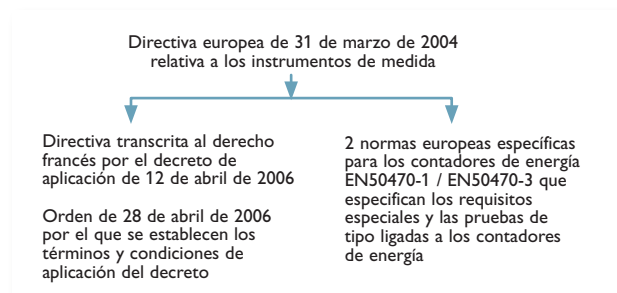 Directiva europea de 31 de marzo de 2004
relativa a los instrumentos de medida
Directiva transcrita al derecho
francés por el decreto de
aplicación de 12 de abril de 2006
Orden de 28 de abril de 2006
por el que se establecen los
términos y condiciones de
aplicación del decreto
2 normas europeas específicas
para los contadores de energía
EN50470-1 / EN50470-3 que
especifican los requisitos
especiales y las pruebas de
tipo ligadas a los contadores
de energía